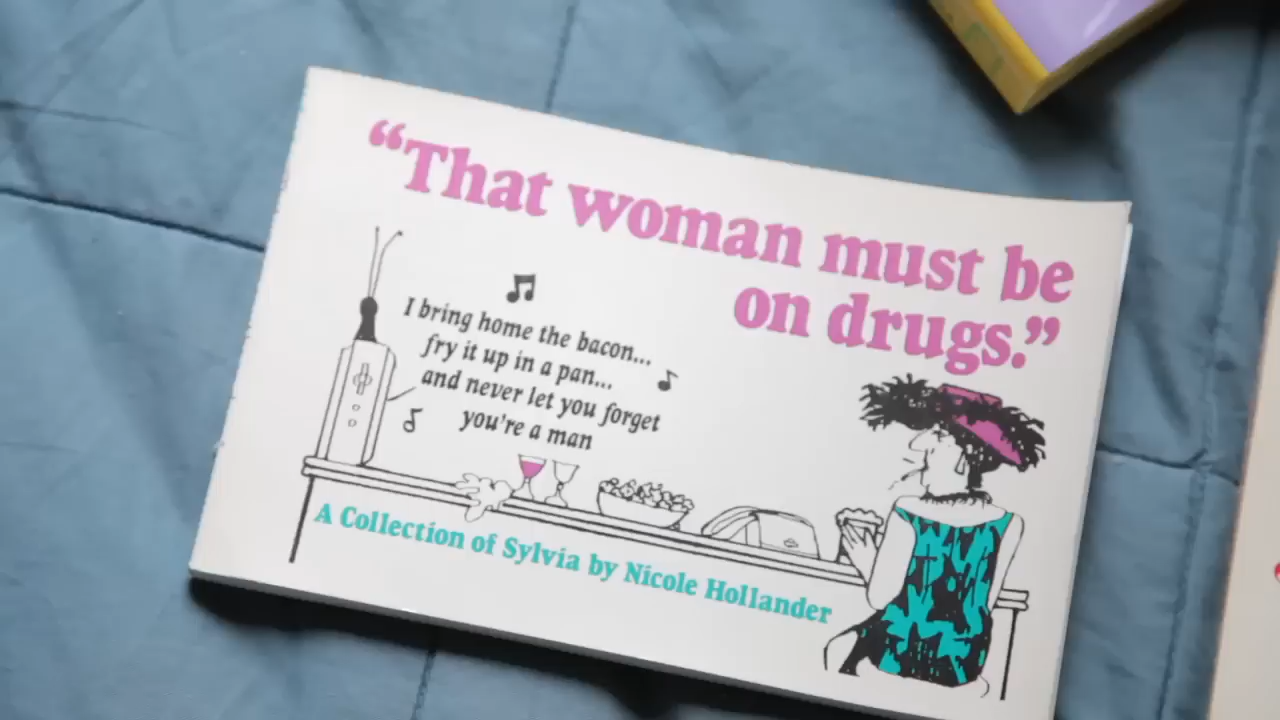 “That woman must be
on drugs.”
I bring home the bacon...
fry it up in a pan...
and never let you forget
you're a man
A Collection of Sylvia by Nicole Hollander